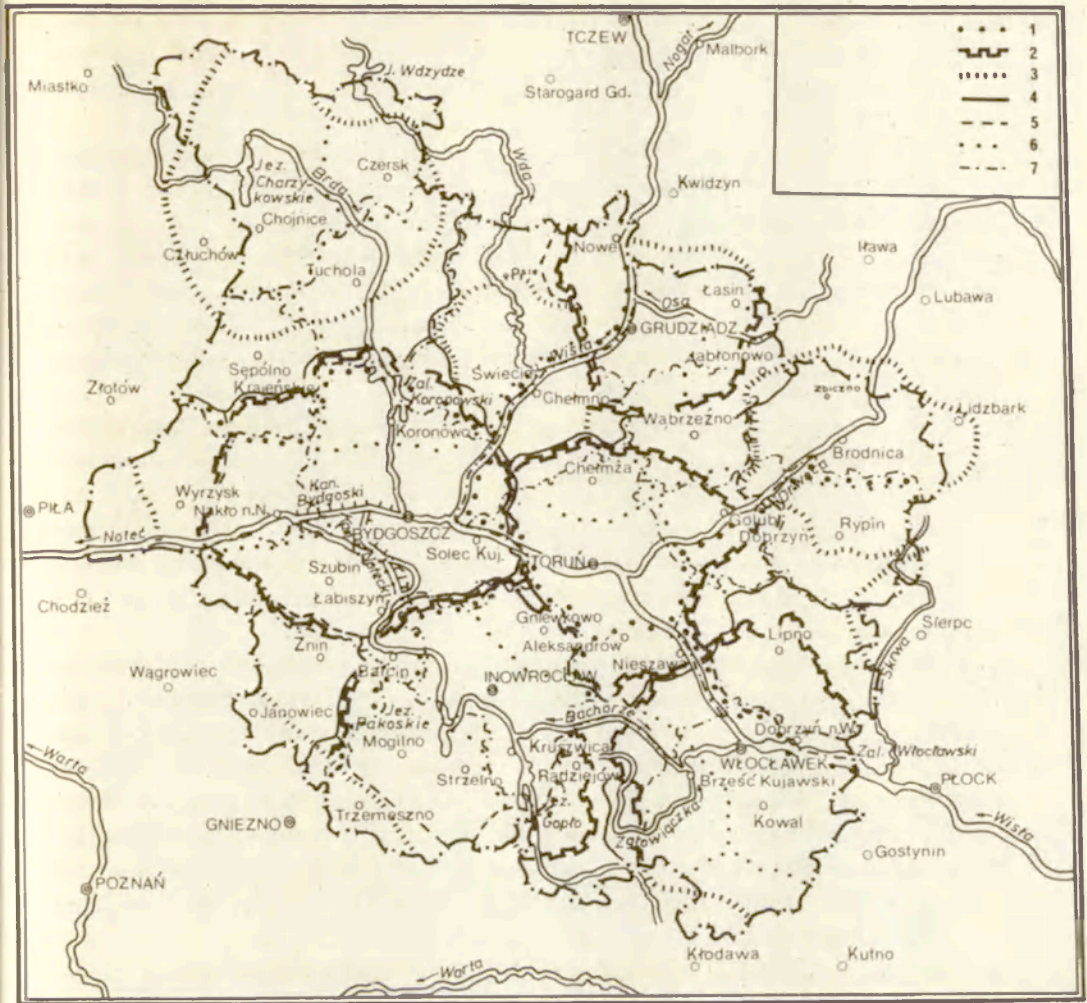 TCZEW
Nogat
Malbork
1
2
3
4
5
6
7
Miastko
J. Wdzydze
Starogard Gd.
Wda
Czersk
Jez.
Charzy-
kowskie
Brda
Kwidzyn
Chojnice
Nowe
Człuchów
Tuchola
Iława
Osa
Łasin
Lubawa
GRUDZIĄDZ
Wisła
Jabłonowo
Sępolno
Krajeńskie
Świecie
Zbiczno
Złotów
Zal.
Koronowski
Chełmno
Lidzbark
Koronowo
Wąbrzeźno
Brodnica
Chełmża
Drwęca
Wyrzysk
Kan.
Bydgoski
PIŁA
Nakło n.N.
Golub
Dobrzyń
Rypin
Noteć
BYDGOSZCZ
Solec Kuj.
TORUŃ
Szubin
Chodzież
Łabiszyn
Gniewkowo
Sierpc
Aleksandrów
Lipno
Żnin
Nieszawa
Skrwa
Barcin
Wągrowiec
INOWROCŁAW
Janowiec
Jez.
Pakoskie
Bachorze
Mogilno
Dobrzyń n.W.
Kruszwica
Zal. Włocławski
Warta
WŁOCŁAWEK
Strzelno
Radziejów
Brześć Kujawski
PŁOCK
Trzemeszno
Jez.
Gopło
Zgłowiączka
Kowal
GNIEZNO
Wisła
Gostynin
POZNAŃ
Kłodawa
Kutno
Warta